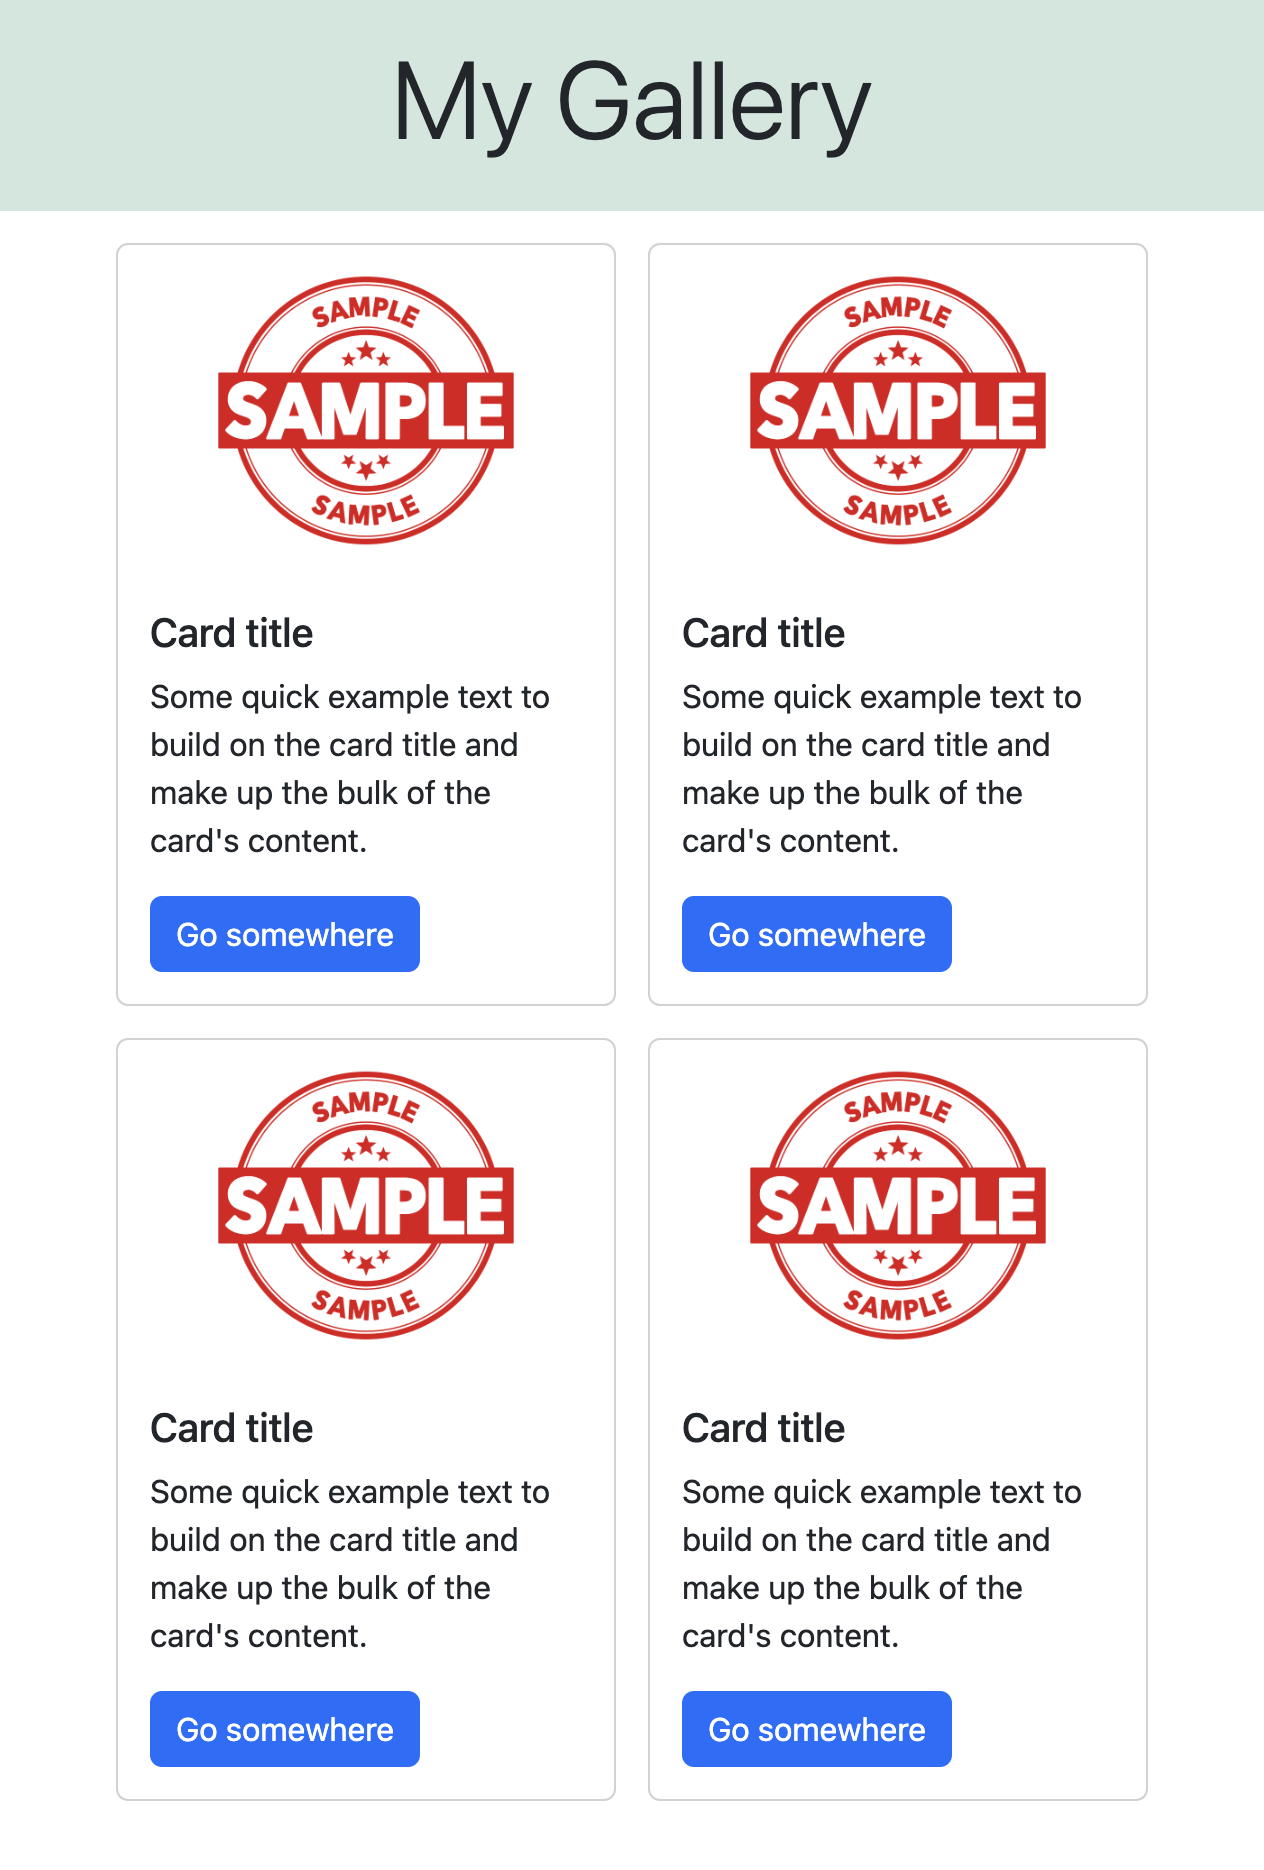 My Gallery
SAMPLE
SAMPLE
SAMPLE
Card title
Some quick example text to
build on the card title and
make up the bulk of the
card's content.
Go somewhere
SAMPLE
SAMPLE
SAMPLE
Card title
Some quick example text to
build on the card title and
make up the bulk of the
card's content.
Go somewhere
SAMPLE
SAMPLE
SAMPLE
Card title
Some quick example text to
build on the card title and
make up the bulk of the
card's content.
Go somewhere
SAMPLE
SAMPLE
SAMPLE
Card title
Some quick example text to
build on the card title and
make up the bulk of the
card's content.
Go somewhere